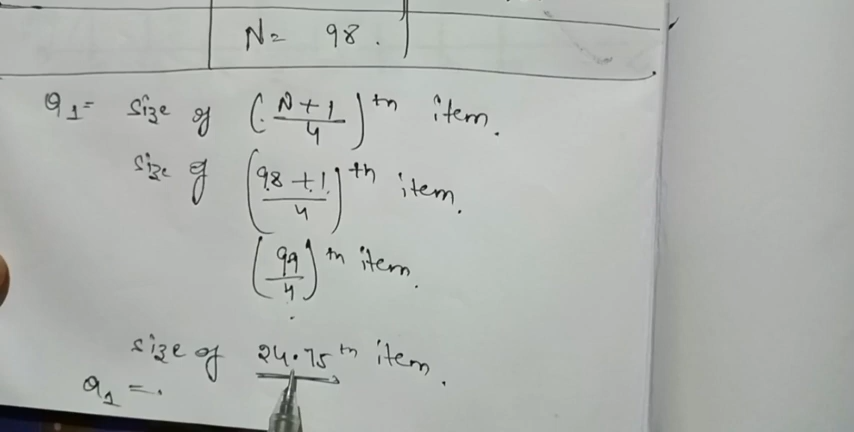 N= 98.
Q1= size of (N+1/4)th item.
size of (98+1/4)th item.
(99/4)th item.
size of 24.75th item.
Q1 =.